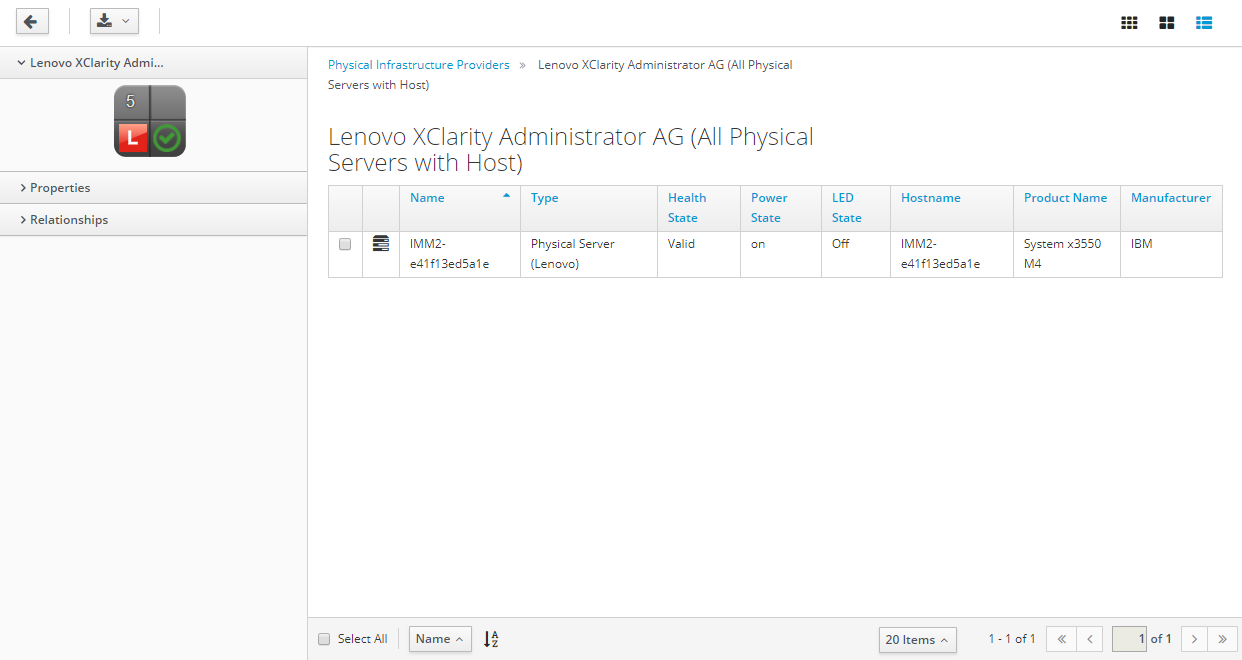 Lenovo XClarity Admi...
5
L
Properties
Relationships
Physical Infrastructure Providers » Lenovo XClarity Administrator AG (All Physical
Servers with Host)
Lenovo XClarity Administrator AG (All Physical
Servers with Host)
Name Type Health Power LED Hostname Product Name Manufacturer
State State State
IMM2- Physical Server Valid on Off IMM2- System x3550 IBM
e41f13ed5a1e (Lenovo) e41f13ed5a1e M4
Select All Name 20 Items 1 - 1 of 1 1 of 1